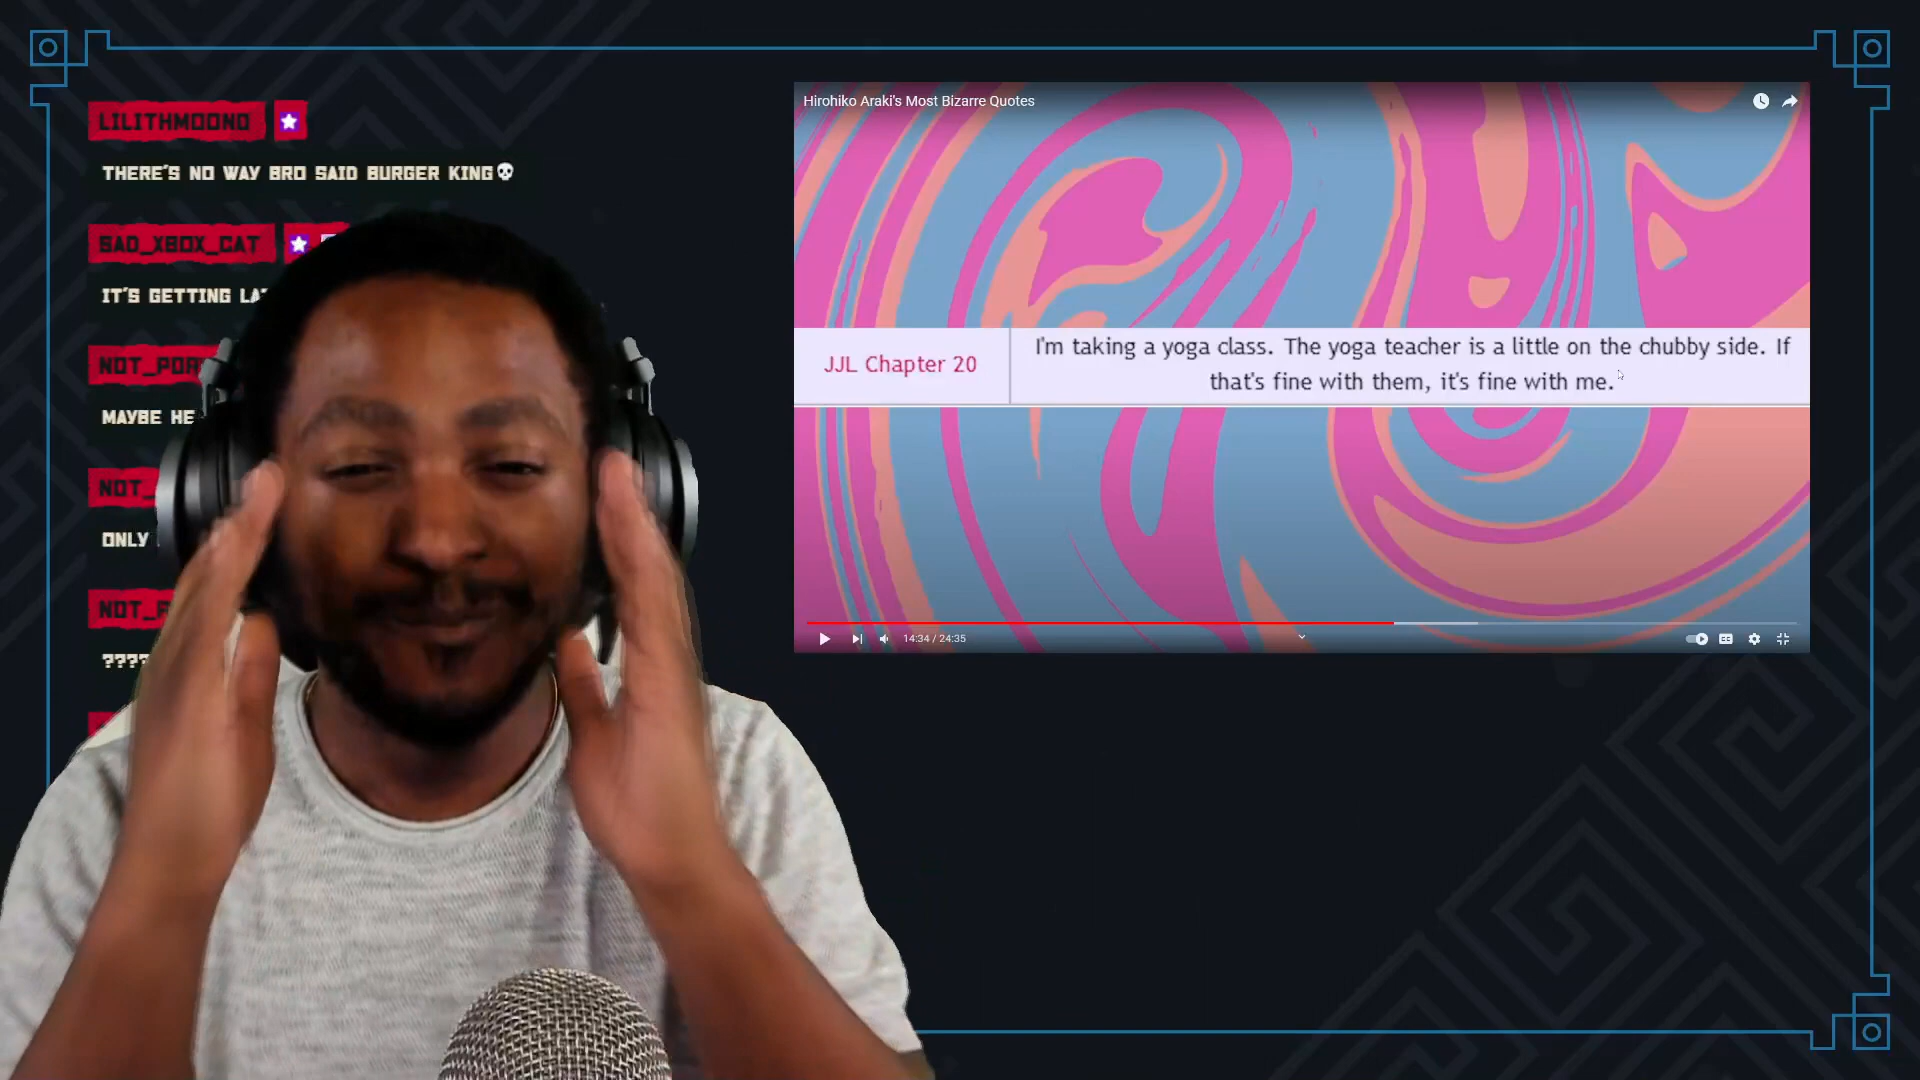 LILITHMOONO
THERE'S NO WAY BRO SAID BURGER KING💀
SAD_XBOX_CAT
IT'S GETTING
MAYBE HE
ONLY
????
Hirohiko Araki's Most Bizarre Quotes
JJL Chapter 20
I'm taking a yoga class. The yoga teacher is a little on the chubby side. If
that's fine with them, it's fine with me.
14:34 / 24:35
CC